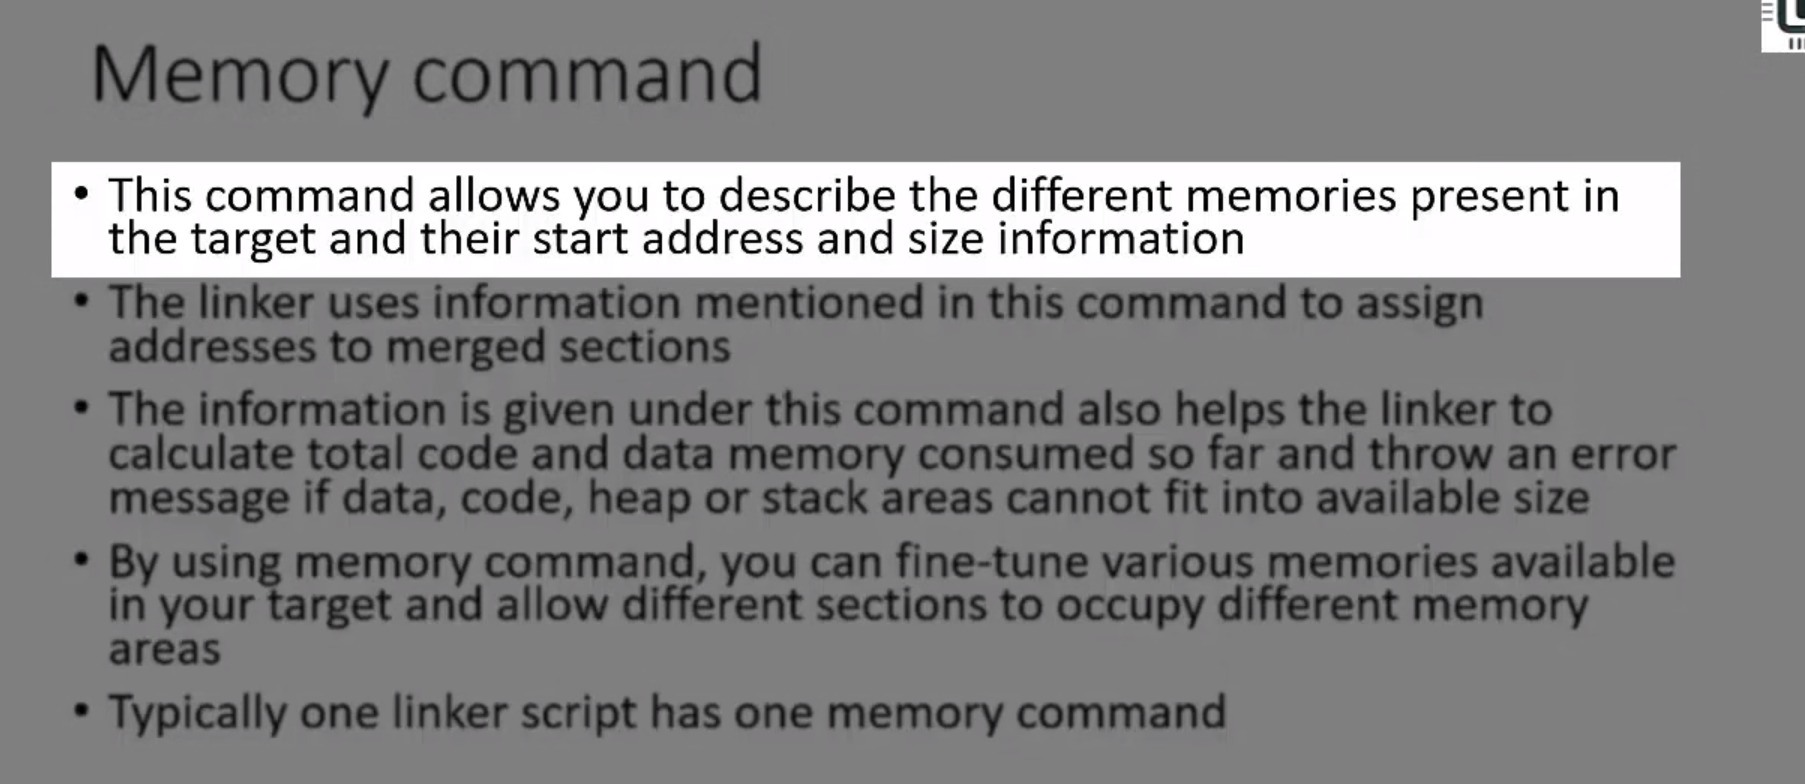 Memory command
• This command allows you to describe the different memories present in
the target and their start address and size information
• The linker uses information mentioned in this command to assign
addresses to merged sections
• The information is given under this command also helps the linker to
calculate total code and data memory consumed so far and throw an error
message if data, code, heap or stack areas cannot fit into available size
• By using memory command, you can fine-tune various memories available
in your target and allow different sections to occupy different memory
areas
• Typically one linker script has one memory command